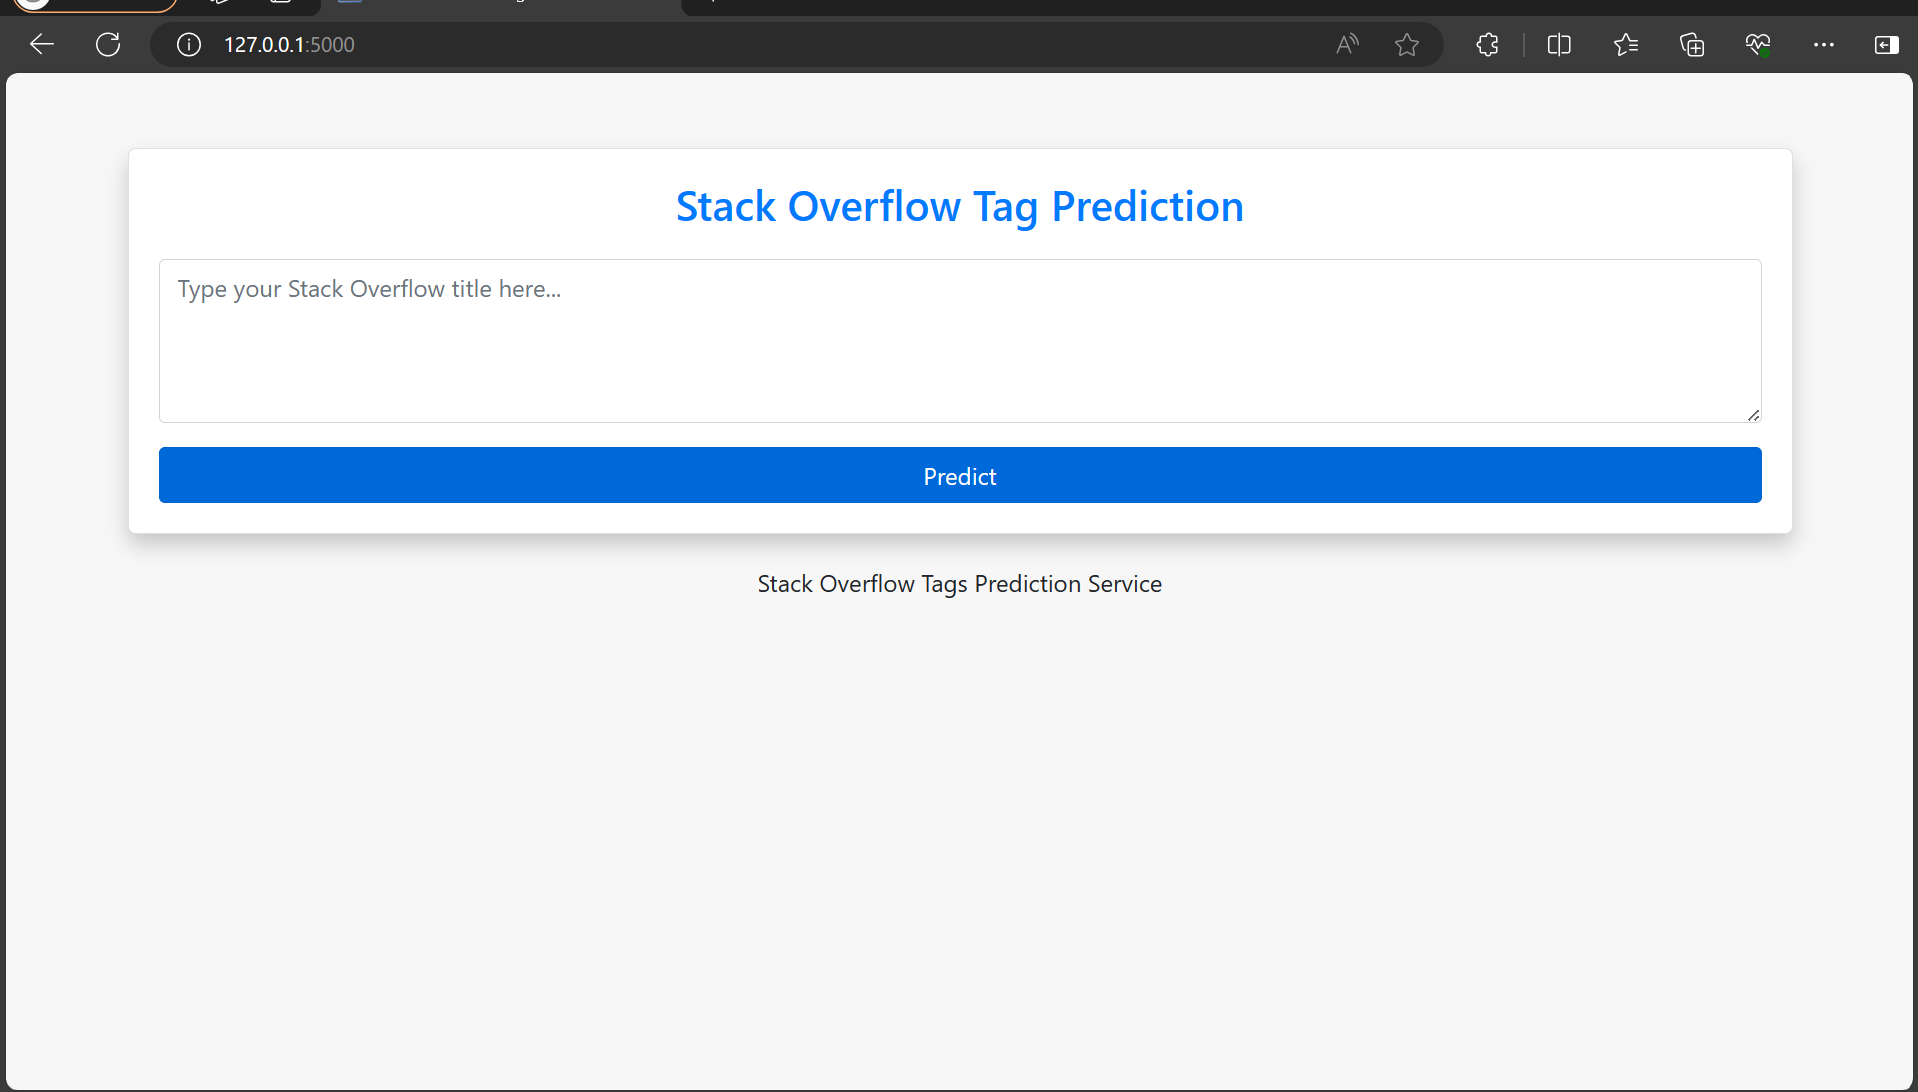 127.0.0.1:5000
Stack Overflow Tag Prediction
Type your Stack Overflow title here...
Predict
Stack Overflow Tags Prediction Service